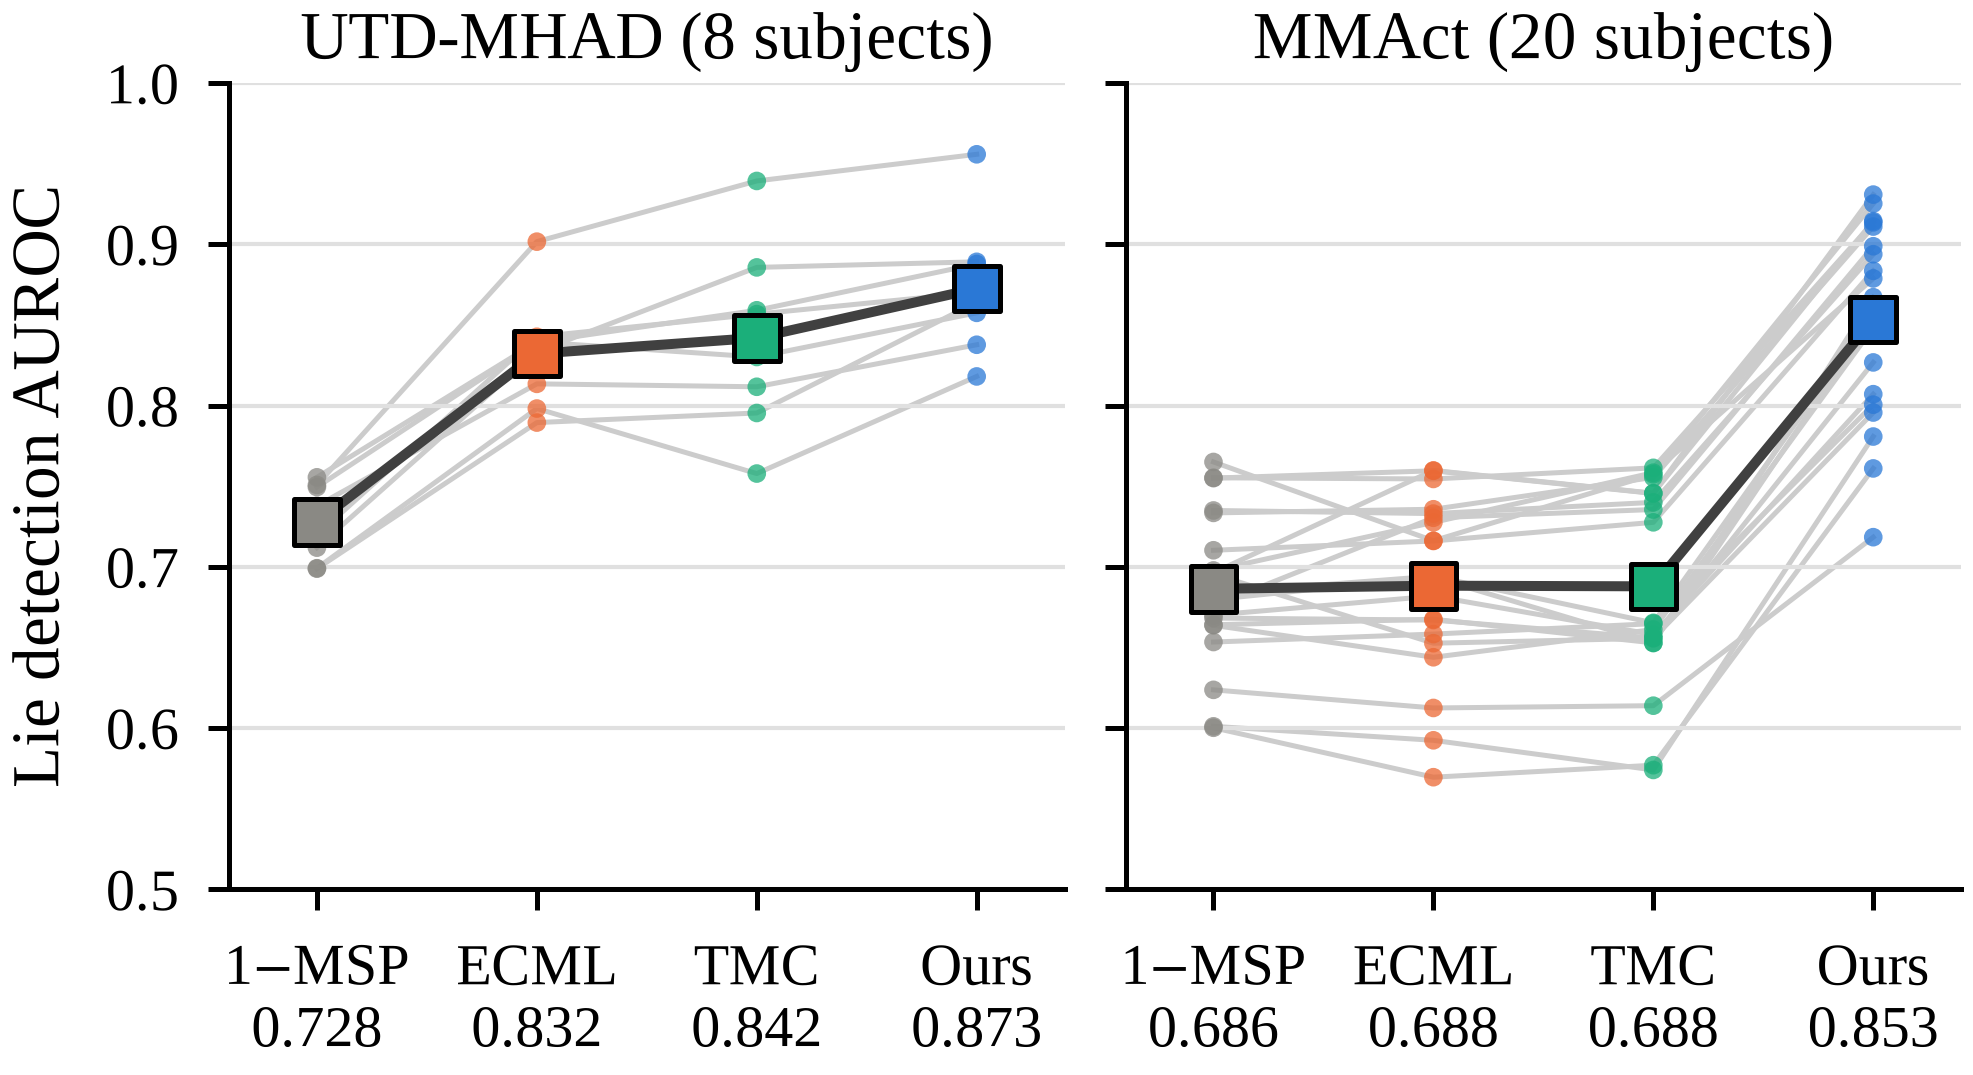 UTD-MHAD (8 subjects)
MMAct (20 subjects)
Lie detection AUROC
1.0
0.9
0.8
0.7
0.6
0.5
1−MSP ECML TMC Ours
0.728 0.832 0.842 0.873
1−MSP ECML TMC Ours
0.686 0.688 0.688 0.853